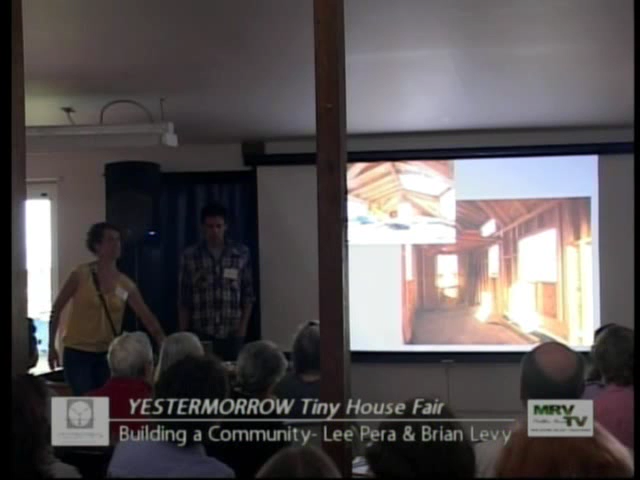 YESTERMORROW Tiny House Fair
Building a Community- Lee Pera & Brian Levy
MRV
TV